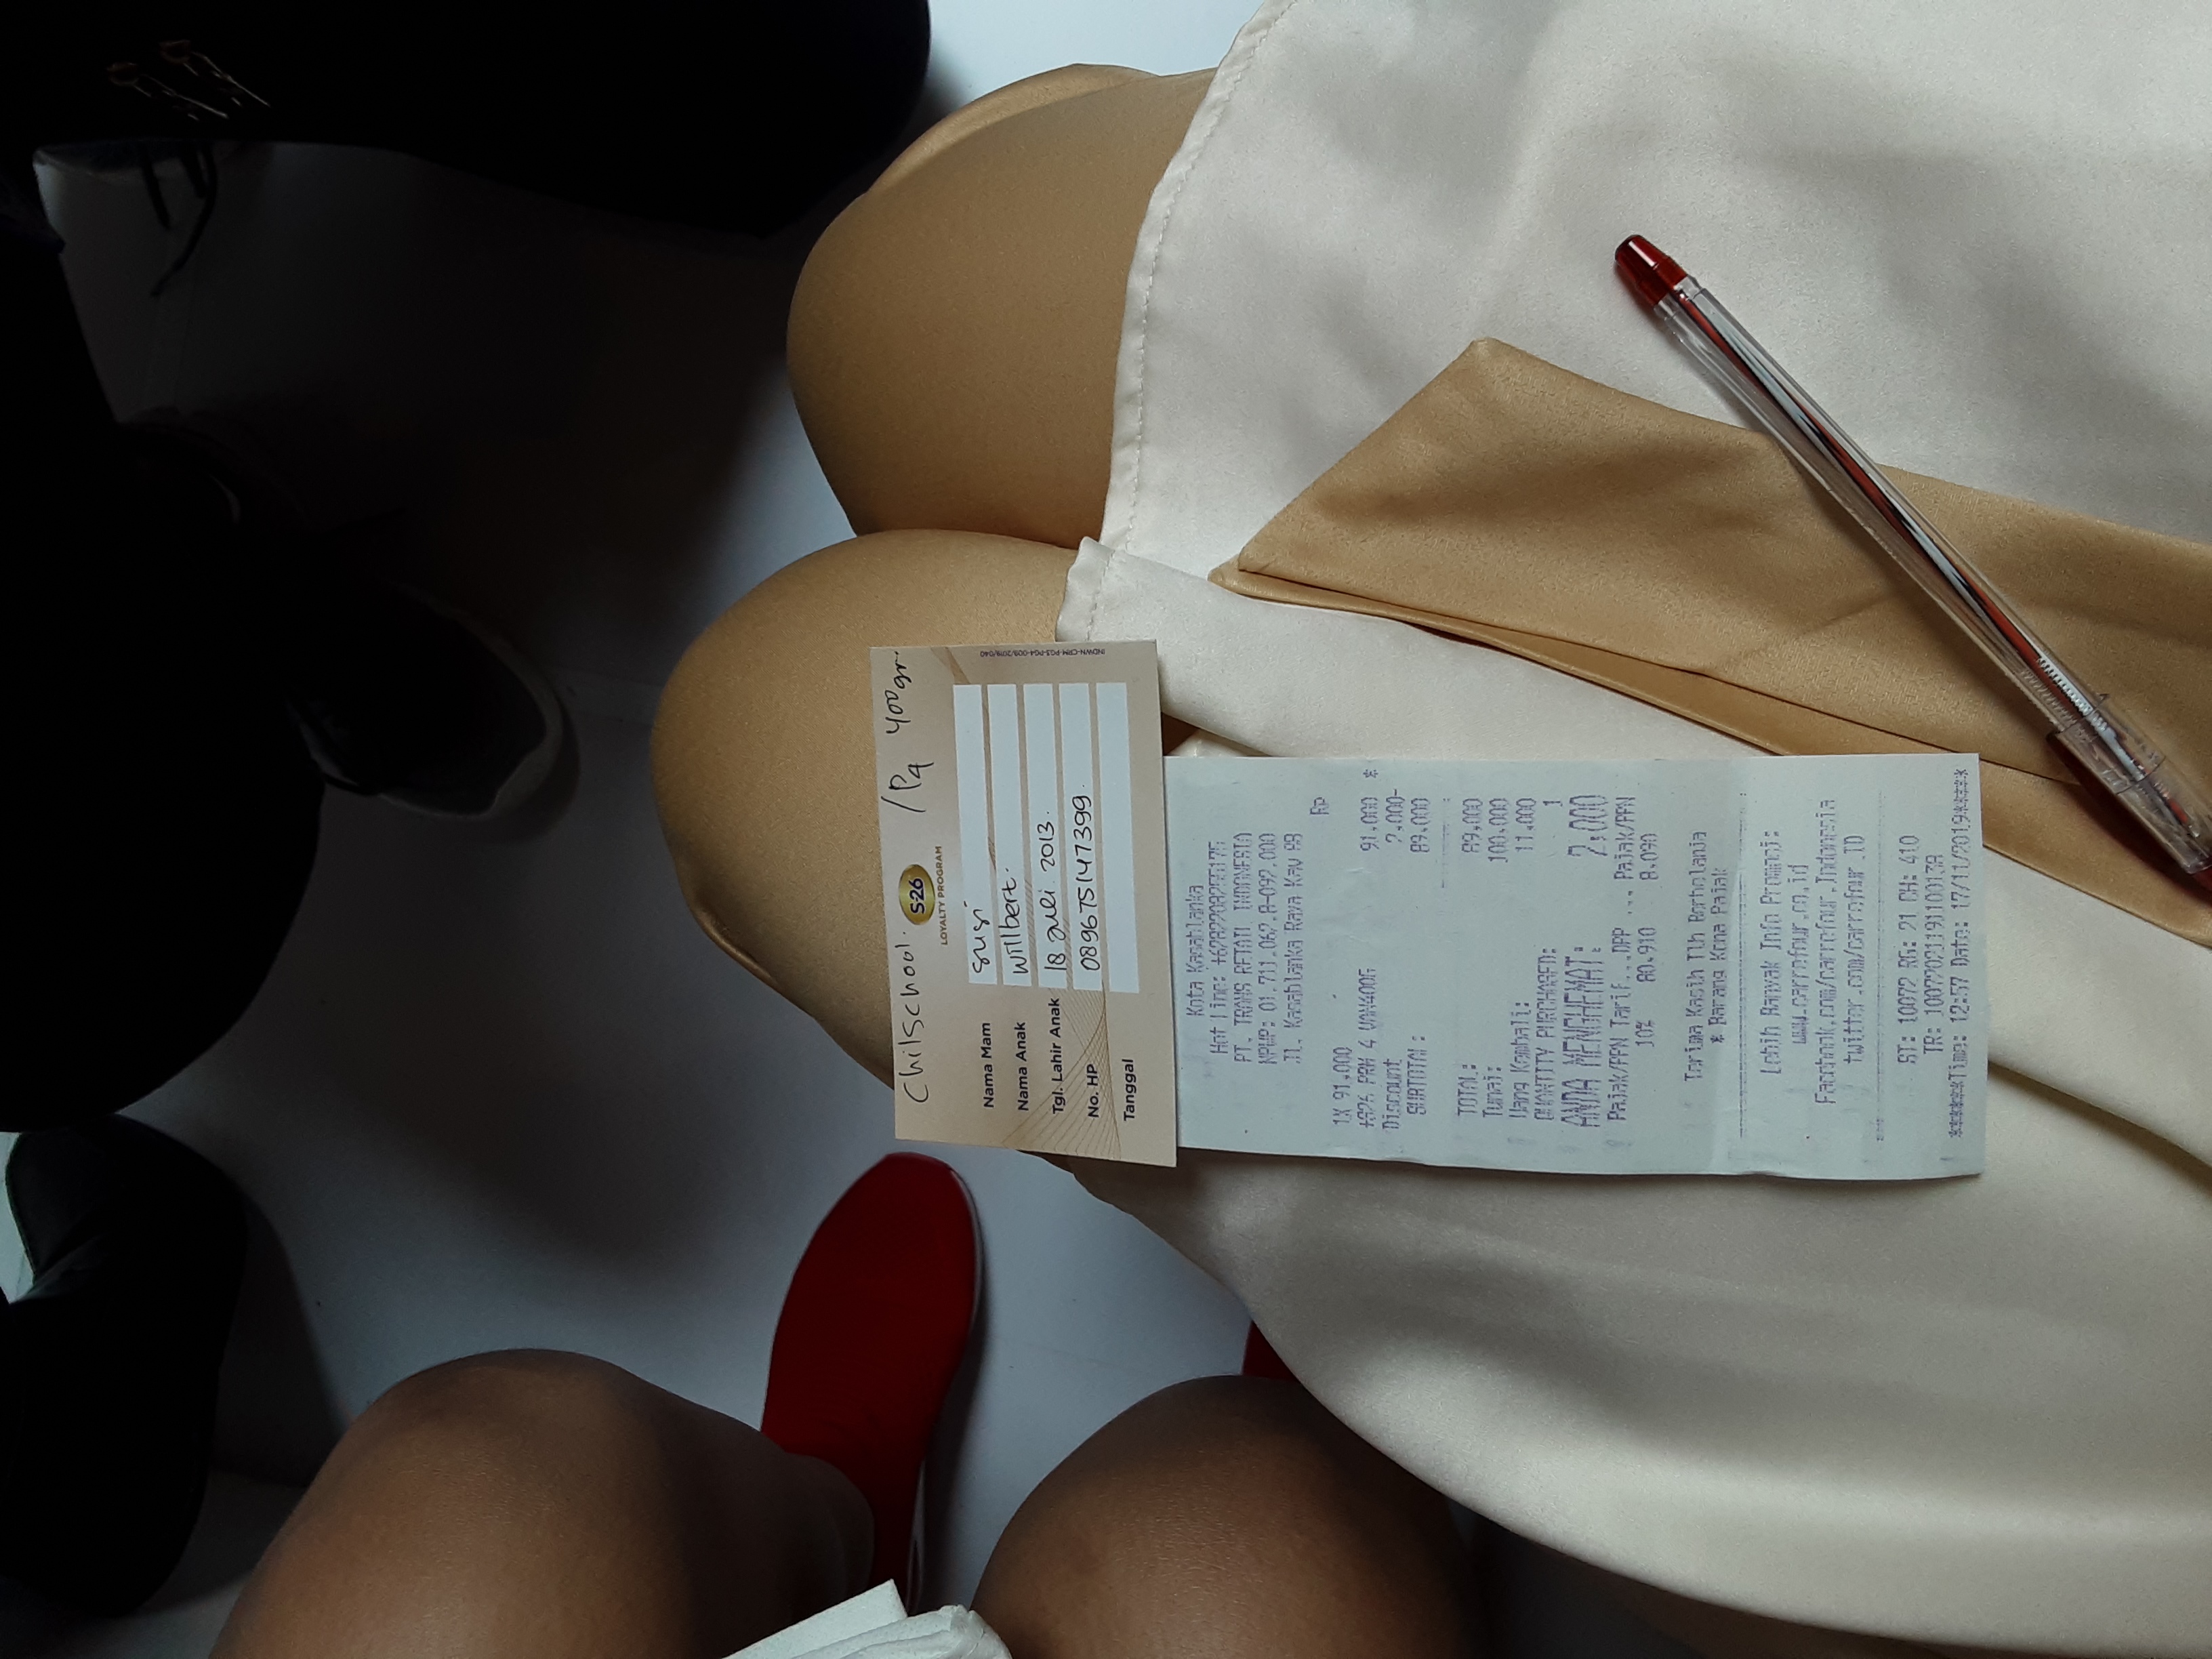 Chilschool. /P4 400gr.
S-26
LOYALTY PROGRAM
Nama Mam susi
Nama Anak Willbert.
Tgl. Lahir Anak 18 Juli 2013.
No. HP 089675147399.
Tanggal
Kota Kasablanka
Hot Line: +6282208255175
PT. TRANS RETAIL INDONESIA
NPWP: 01.711.062.8-092.000
Jl. Kasablanka Raya Kav 88
Rp
1X 91,000
+S26 PRM 4 VAN400G 91,000 *
Discount 2,000-
SUBTOTAL: 89,000
TOTAL: 89,000
Tunai: 100,000
Uang Kembali: 11,000
QUANTITY PURCHASED: 1
ANDA MENGHEMAT: 2,000
Pajak/PPN Tarif...DPP ... Pajak/PPN
10% 80,910 8,090
Terima Kasih Tlh Berbelanja
* Barang Kena Pajak
Lebih Banyak Info Promosi:
www.carrefour.co.id
Facebook.com/carrefour.Indonesia
twitter.com/carrefour.ID
ST: 10072 RG: 21 CH: 410
TR: 10072021191100138
******Time: 12:57 Date: 17/11/2019*****